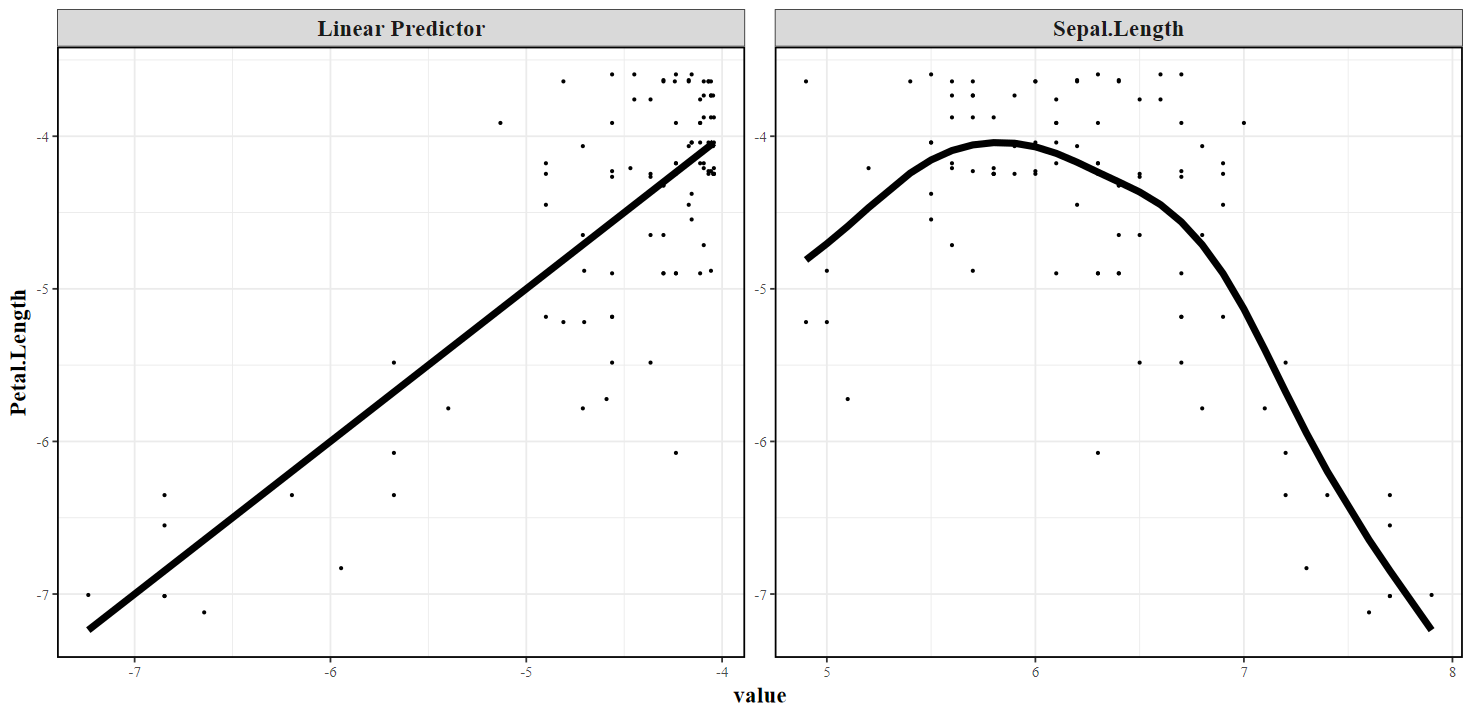 Linear Predictor Sepal.Length
-4 -4
-5 -5
-6 -6
-7 -7
Petal.Length
-7 -6 -5 -4 5 6 7 8
value